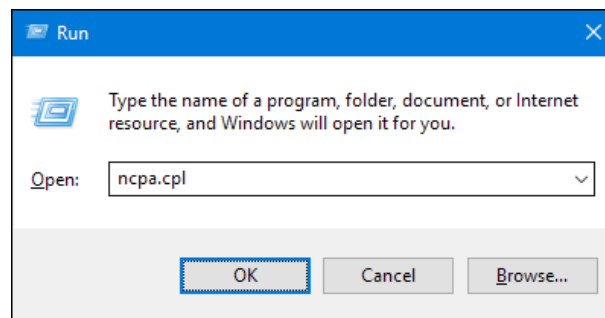 Run
Type the name of a program, folder, document, or Internet
resource, and Windows will open it for you.
Open: ncpa.cpl
OK Cancel Browse...